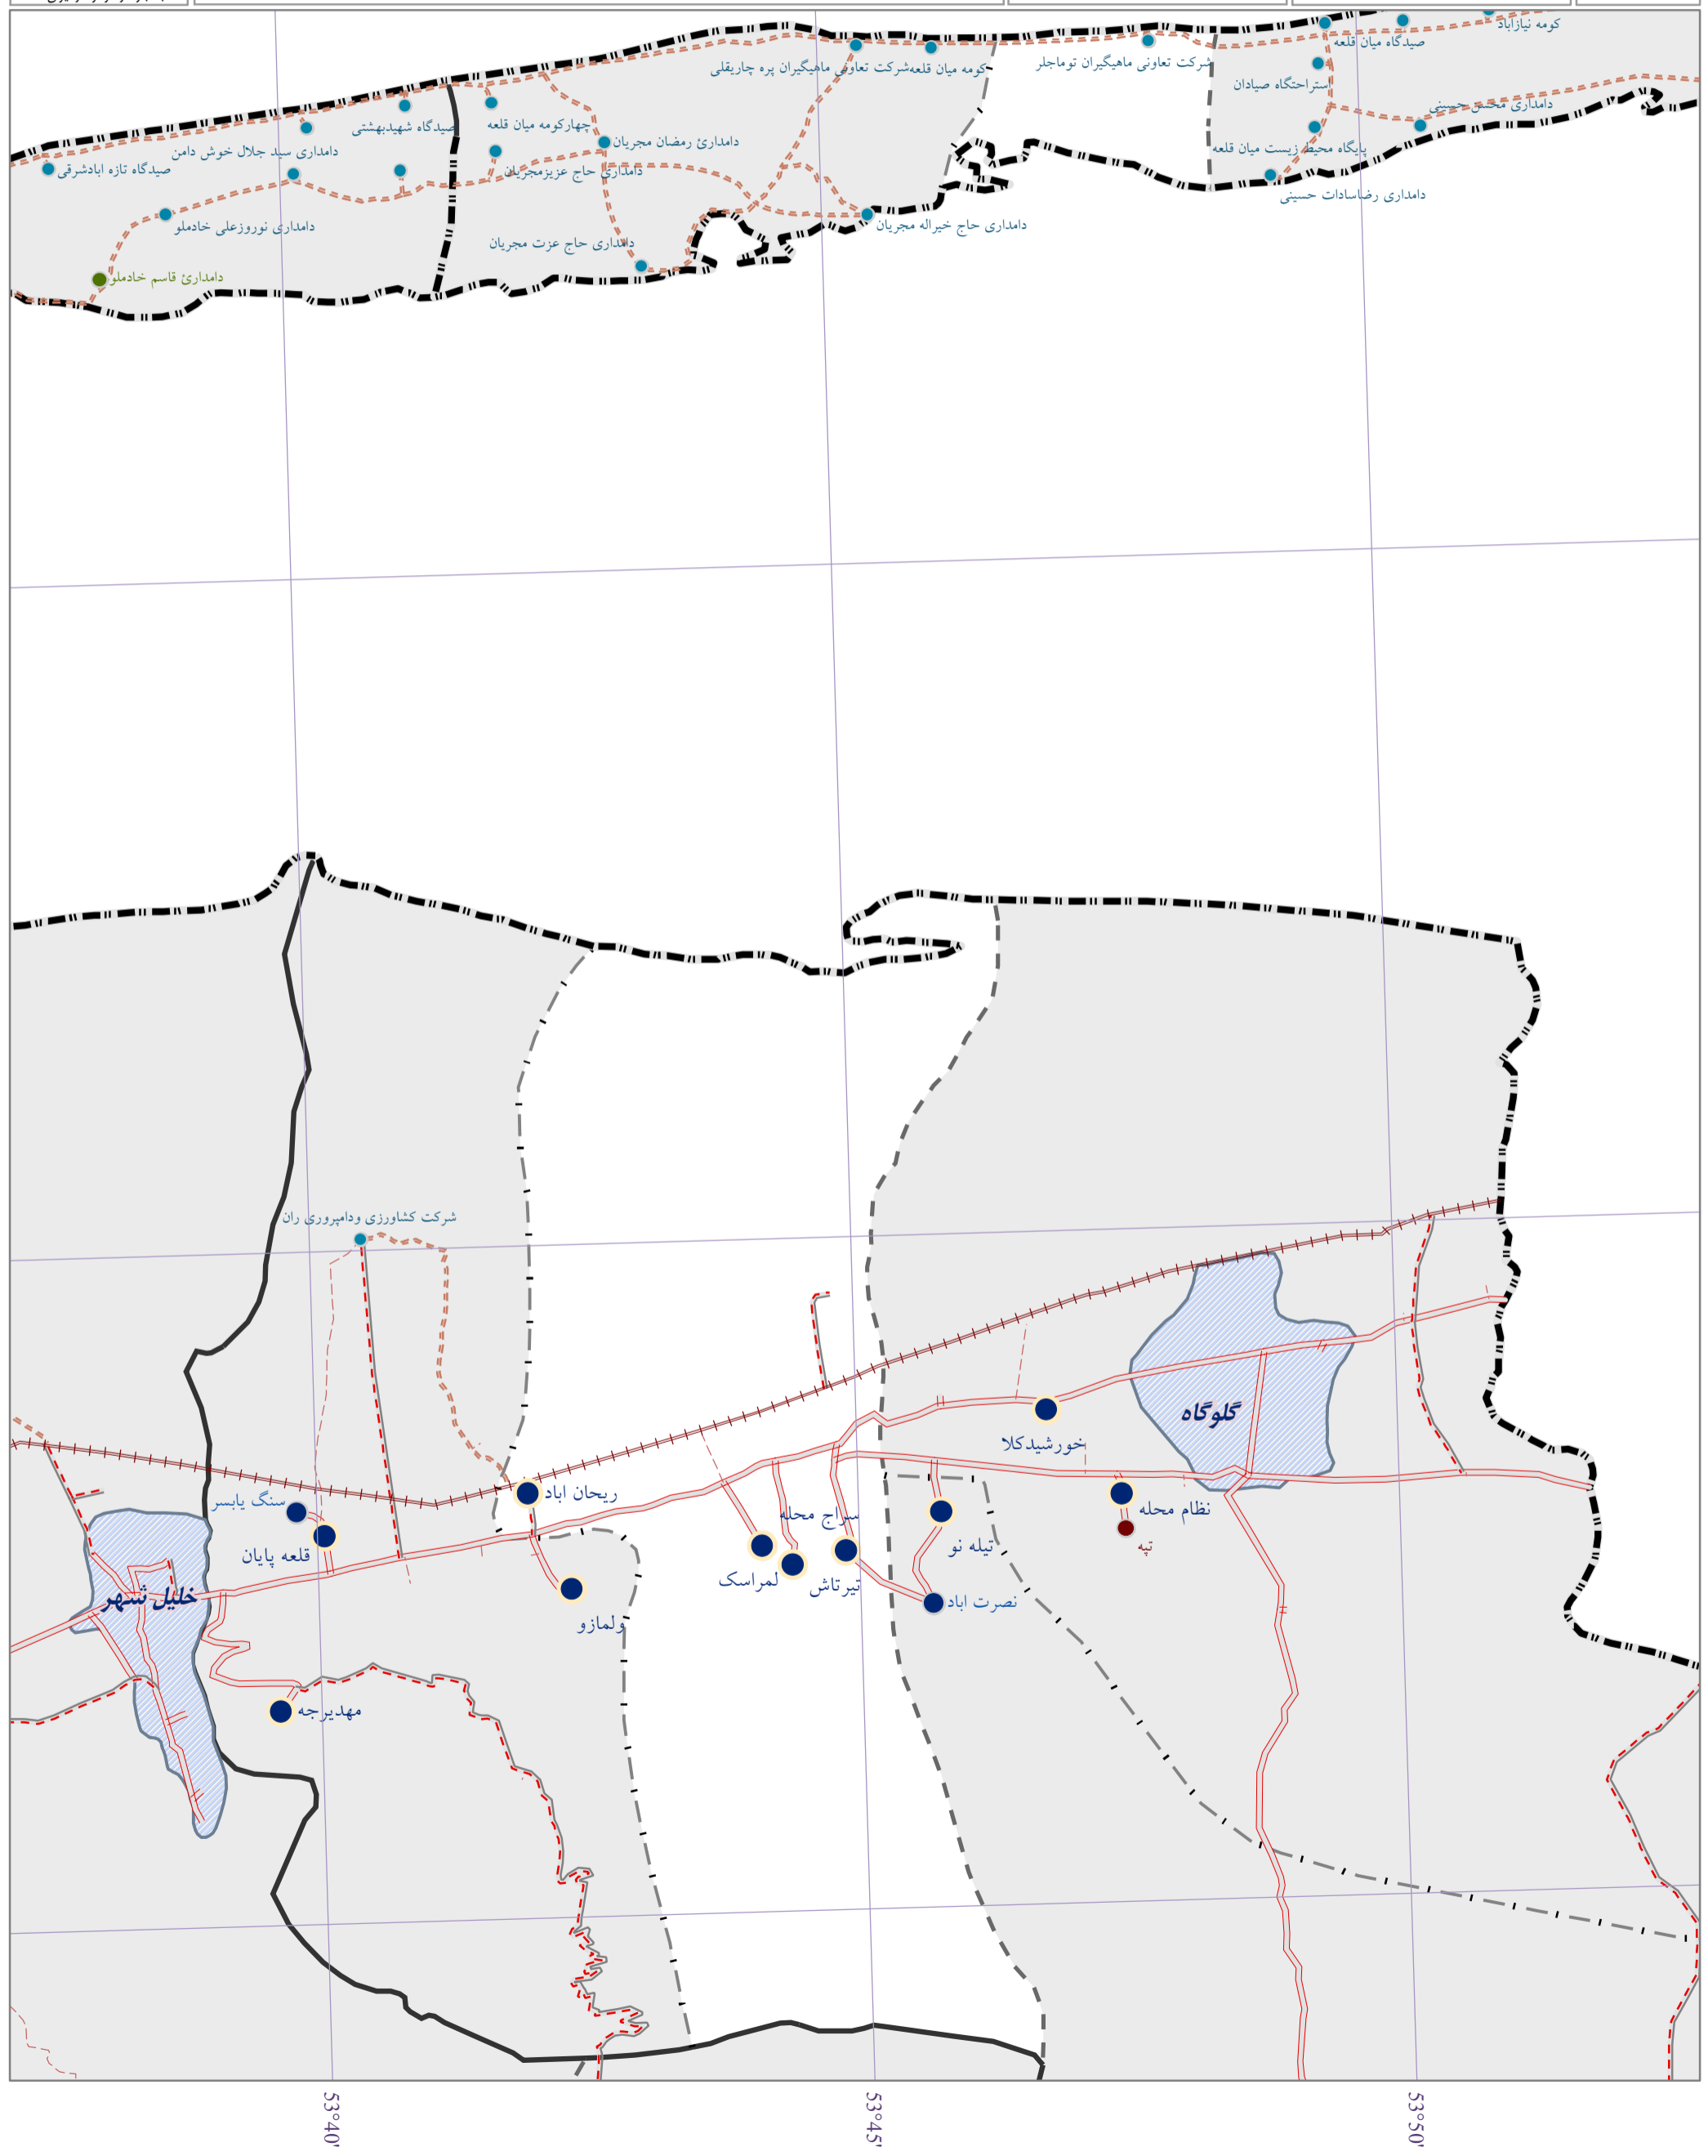 کومه نیازاباد
صیدگاه میان قلعه
شرکت تعاونی ماهیگیران توماجلر
کومه میان قلعه
شرکت تعاونی ماهیگیران پره چاربقلی
استراحتگاه صیادان
دامداری محسن حسینی
چهارکومه میان قلعه
صیدگاه شهیدبهشتی
دامدارئ رمضان مجریان
پایگاه محیط زیست میان قلعه
دامداری سید جلال خوش دامن
صیدگاه تازه ابادشرقی
دامداری حاج عزیزمجریان
دامداری رضاسادات حسینی
دامداری نوروزعلی خادملو
دامداری حاج خیراله مجریان
دامداری حاج عزت مجریان
دامدارئ قاسم خادملو
شرکت کشاورزی ودامپروری ران
گلوگاه
خورشیدکلا
ریحان اباد
سنگ یابسر
نظام محله
سراج محله
تپه
تیله نو
قلعه پایان
لمراسک
تیرتاش
خلیل شهر
نصرت اباد
ولمازو
مهدیرجه
53°40'
53°45'
53°50'